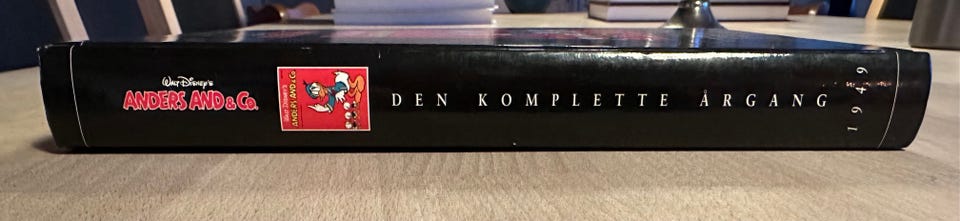 WALT DISNEY'S
ANDERS AND & Co.
WALT DISNEY'S
ANDERS AND & Co.
DEN KOMPLETTE ÅRGANG
1949